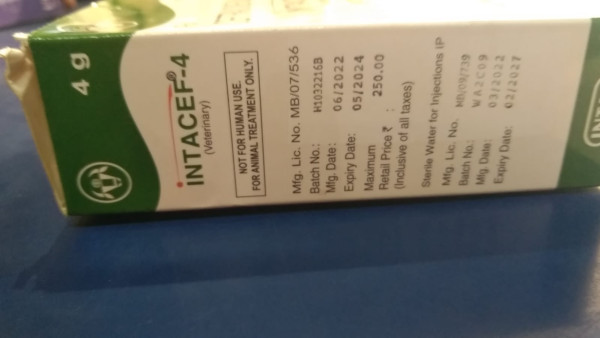 4 g
INTACEF®-4
(Veterinary)
NOT FOR HUMAN USE.
FOR ANIMAL TREATMENT ONLY.
Mfg. Lic. No. MB/07/536
Batch No.: H1032216B
Mfg. Date: 06/2022
Expiry Date: 05/2024
Maximum
Retail Price ₹ : 250.00
(Inclusive of all taxes)
Sterile Water for Injections IP
Mfg. Lic. No.
Batch No.: WA2C09
Mfg. Date: 03/2022
Expiry Date: 02/2027